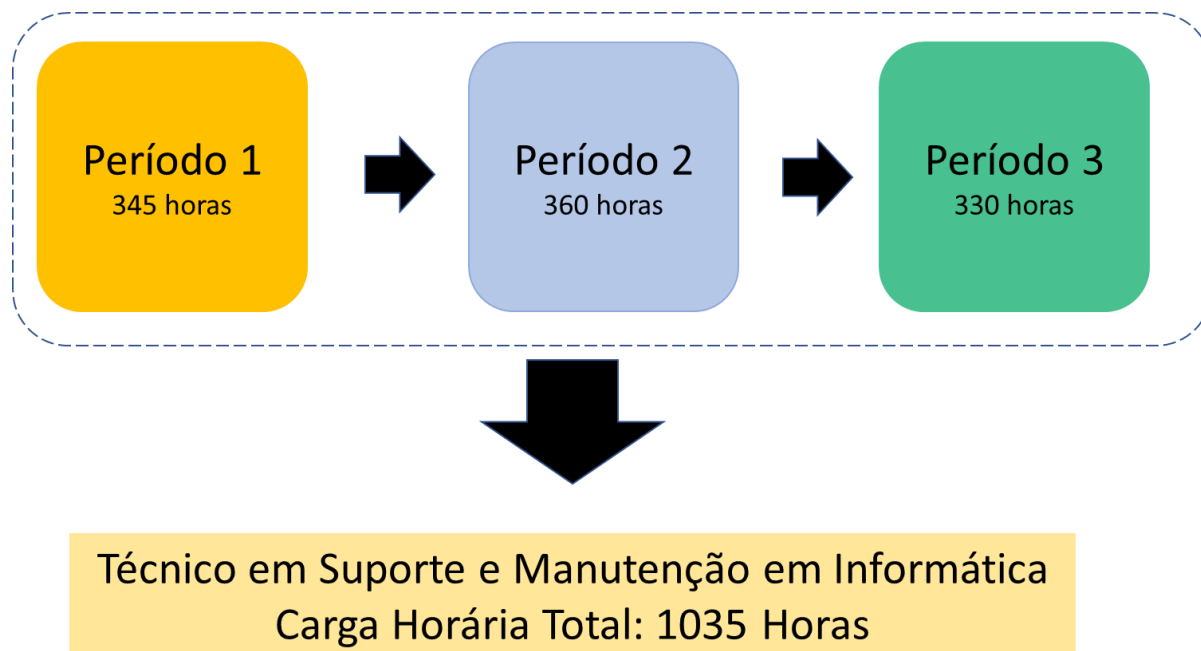 Período 1
345 horas
Período 2
360 horas
Período 3
330 horas
Técnico em Suporte e Manutenção em Informática
Carga Horária Total: 1035 Horas